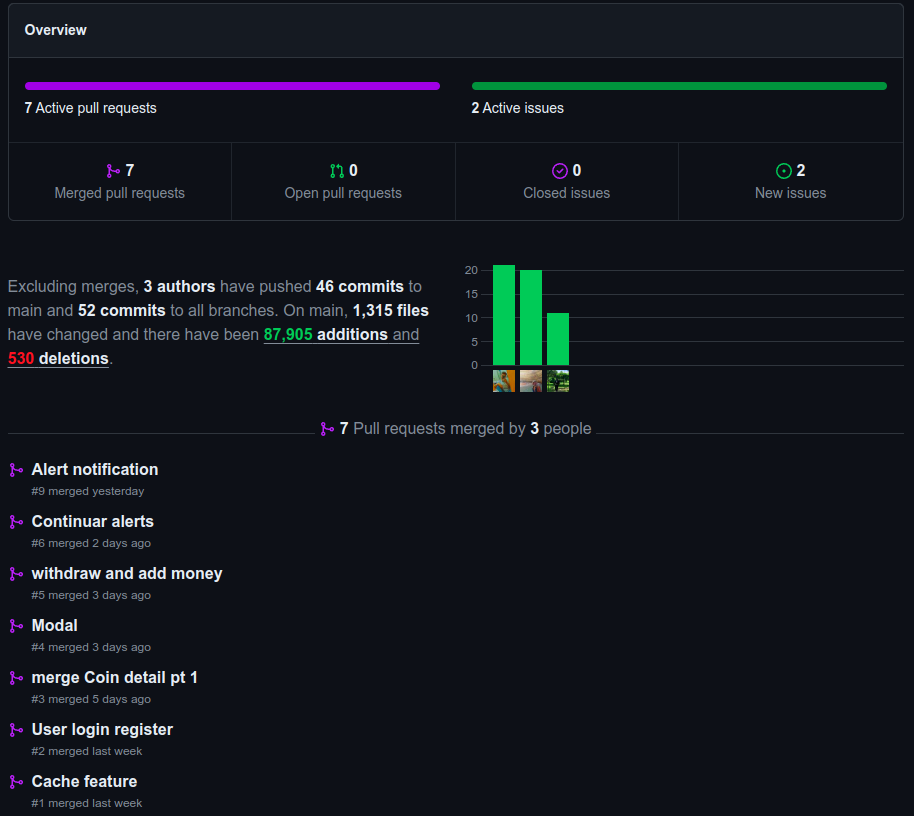 Overview
7 Active pull requests
2 Active issues
7
Merged pull requests
0
Open pull requests
0
Closed issues
2
New issues
Excluding merges, 3 authors have pushed 46 commits to
main and 52 commits to all branches. On main, 1,315 files
have changed and there have been 87,905 additions and
530 deletions.
20
15
10
5
0
7 Pull requests merged by 3 people
Alert notification
#9 merged yesterday
Continuar alerts
#6 merged 2 days ago
withdraw and add money
#5 merged 3 days ago
Modal
#4 merged 3 days ago
merge Coin detail pt 1
#3 merged 5 days ago
User login register
#2 merged last week
Cache feature
#1 merged last week